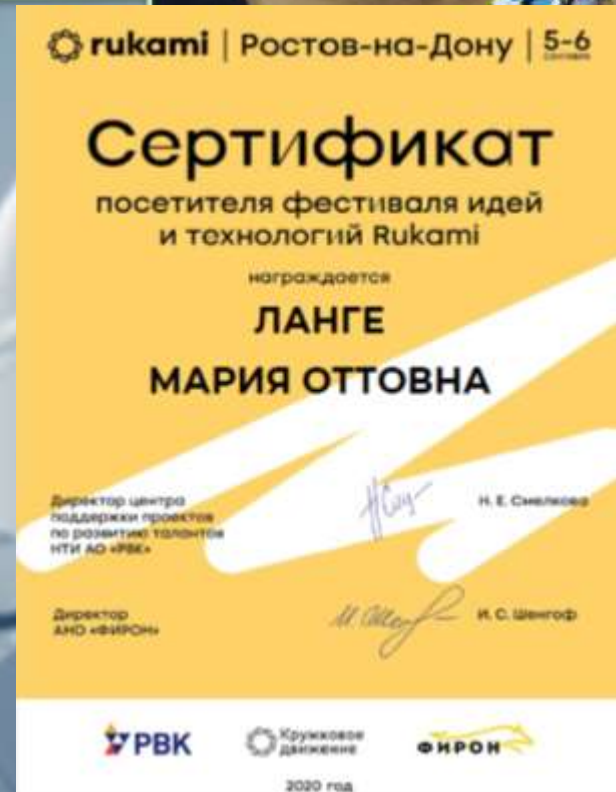 rukami | Ростов-на-Дону | 5-6
сентября
Сертификат
посетителя фестиваля идей
и технологий Rukami
награждается
ЛАНГЕ
МАРИЯ ОТТОВНА
Директор центра
поддержки проектов
по развитию талантов
НТИ АО «РВК»
Н. Е. Смелкова
Директор
АНО «ФИРОН»
И. С. Шенгоф
РВК
Кружковое
движение
ФИРОН
2020 год